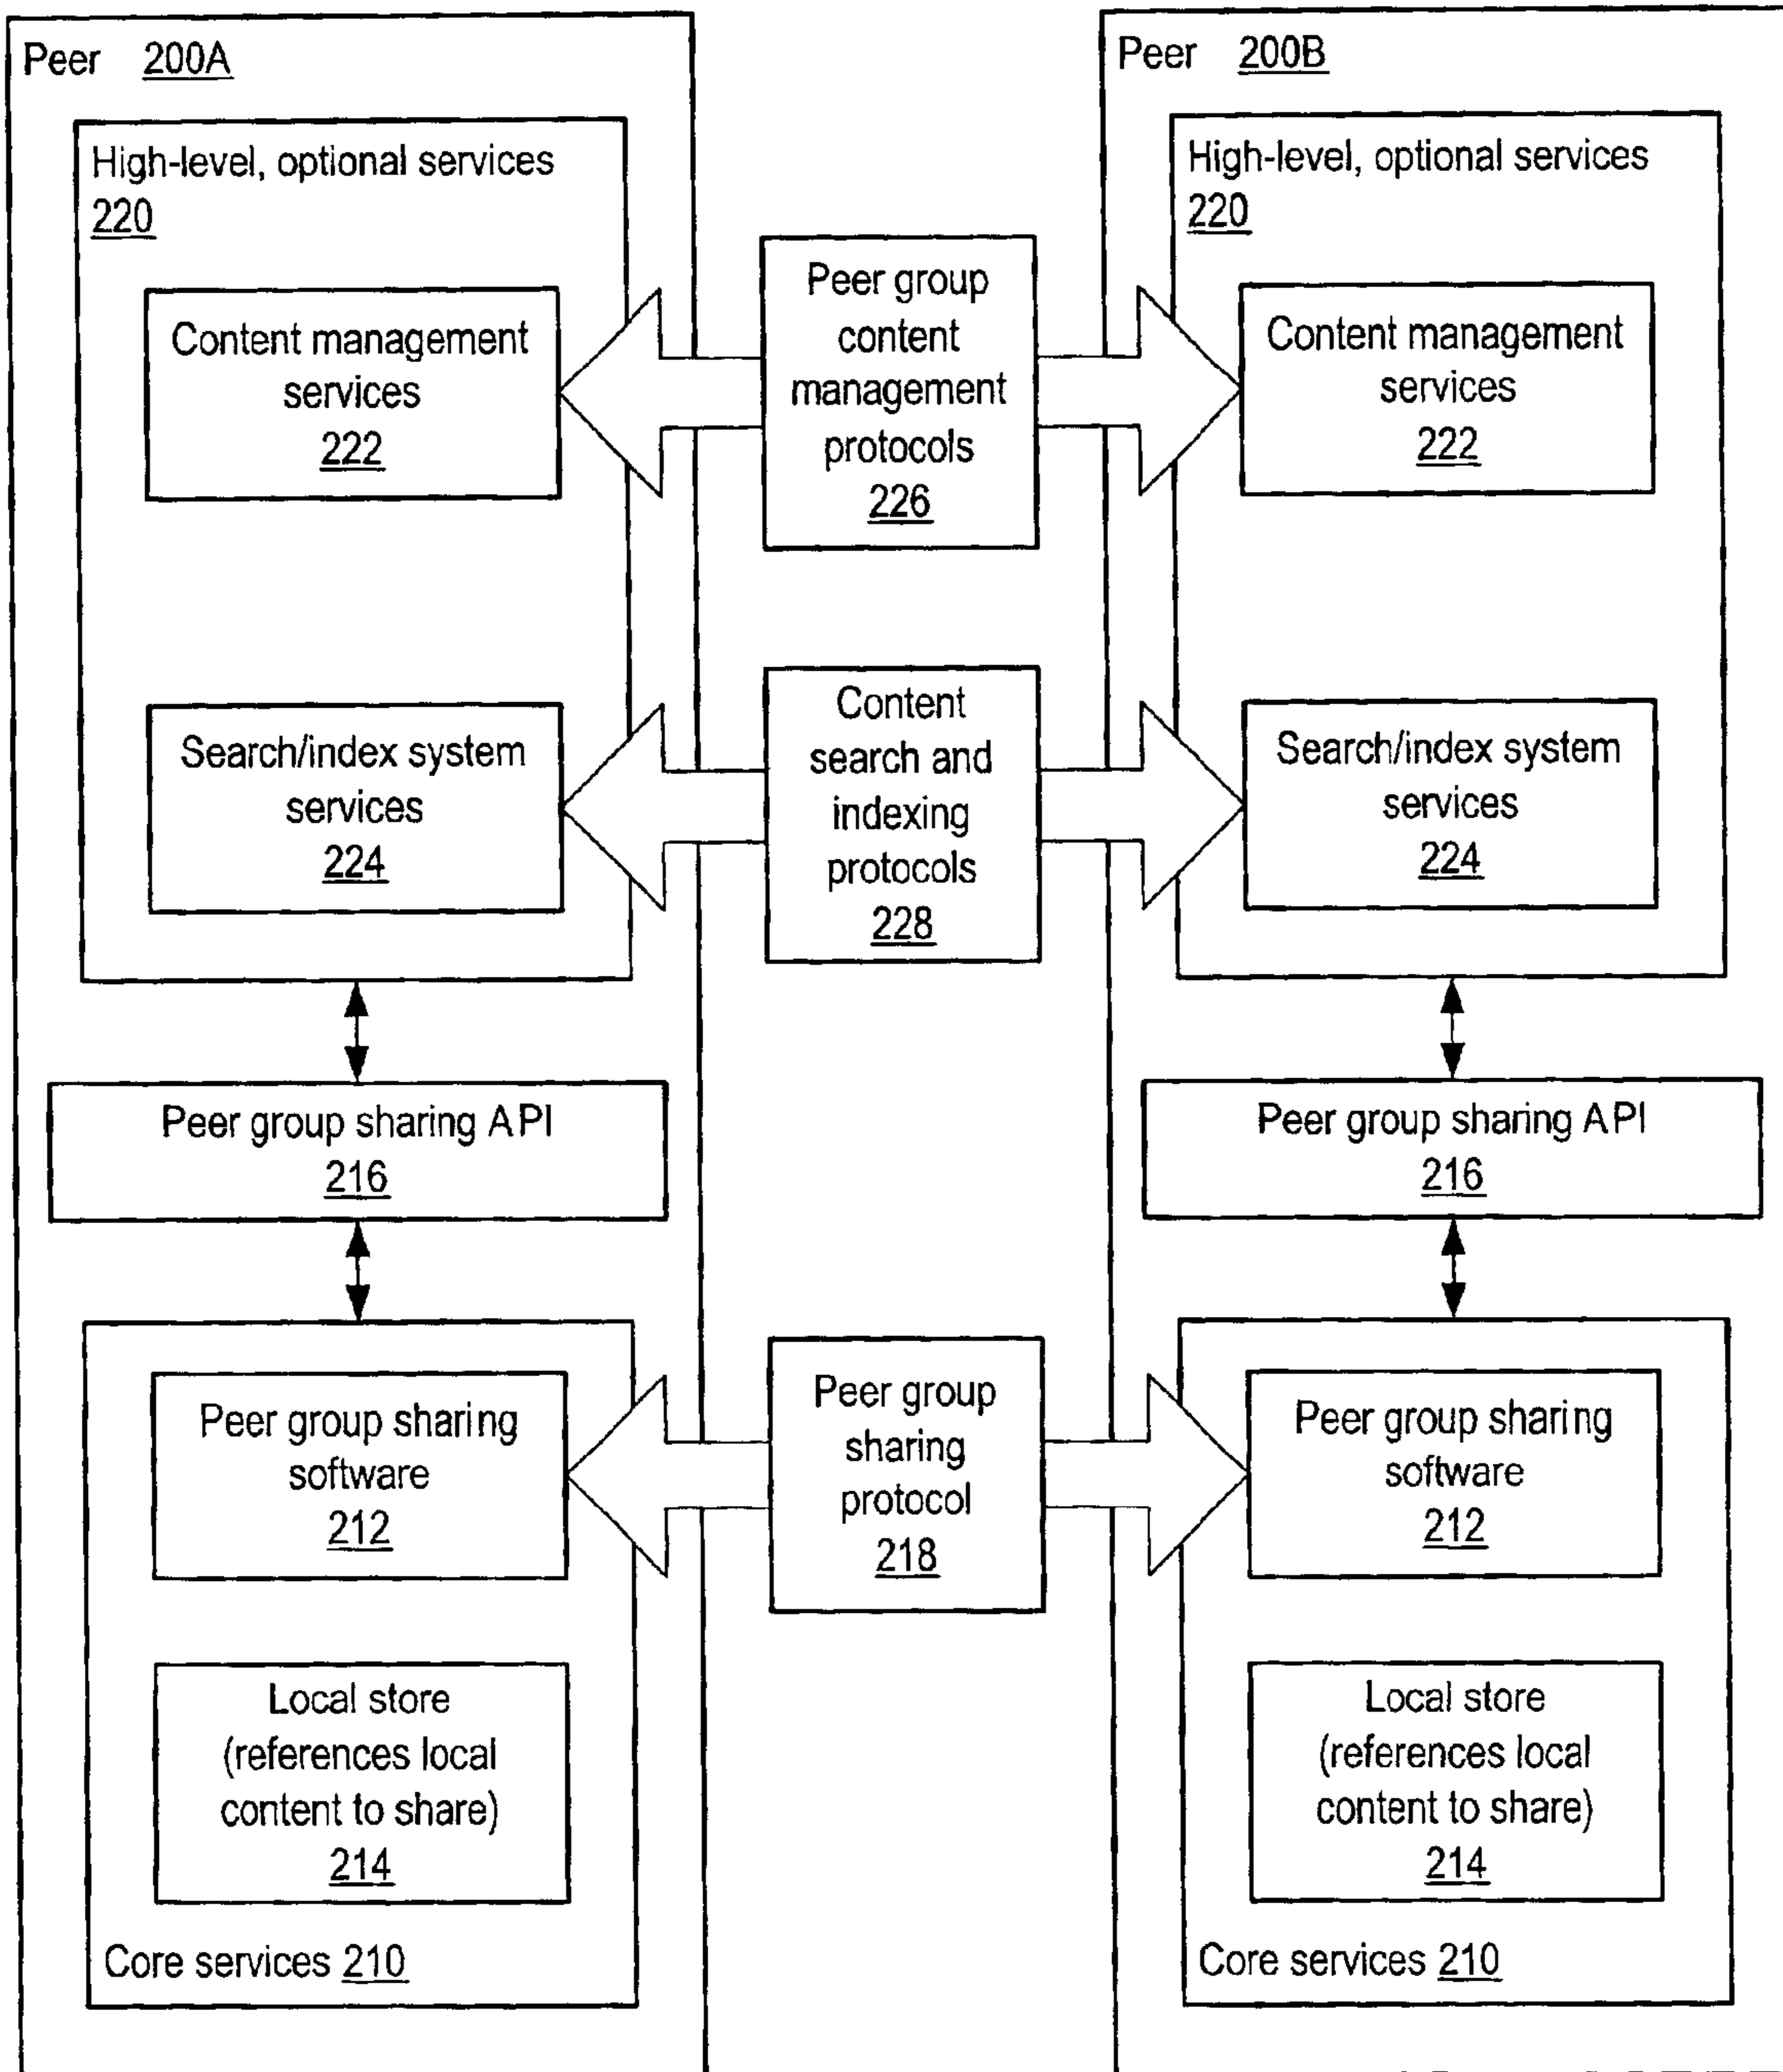 Peer 200A
High-level, optional services
220
Content management
services
222
Search/index system
services
224
Peer group sharing API
216
Peer group sharing
software
212
Local store
(references local
content to share)
214
Core services 210
Peer group
content
management
protocols
226
Content
search and
indexing
protocols
228
Peer group
sharing
protocol
218
Peer 200B
High-level, optional services
220
Content management
services
222
Search/index system
services
224
Peer group sharing API
216
Peer group sharing
software
212
Local store
(references local
content to share)
214
Core services 210